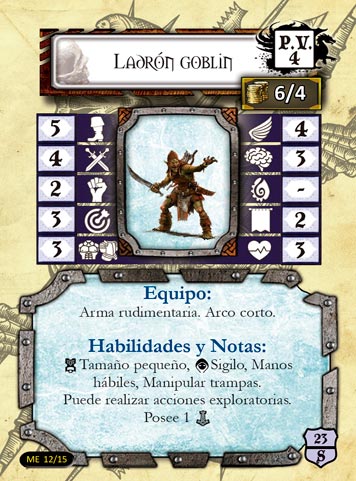 Ladrón goblin
P.V.
4
6/4
5 4
4 3
2 -
3 2
3 3
Equipo:
Arma rudimentaria. Arco corto.
Habilidades y Notas:
Tamaño pequeño, Sigilo, Manos
hábiles, Manipular trampas.
Puede realizar acciones exploratorias.
Posee 1
ME 12/15
23
S